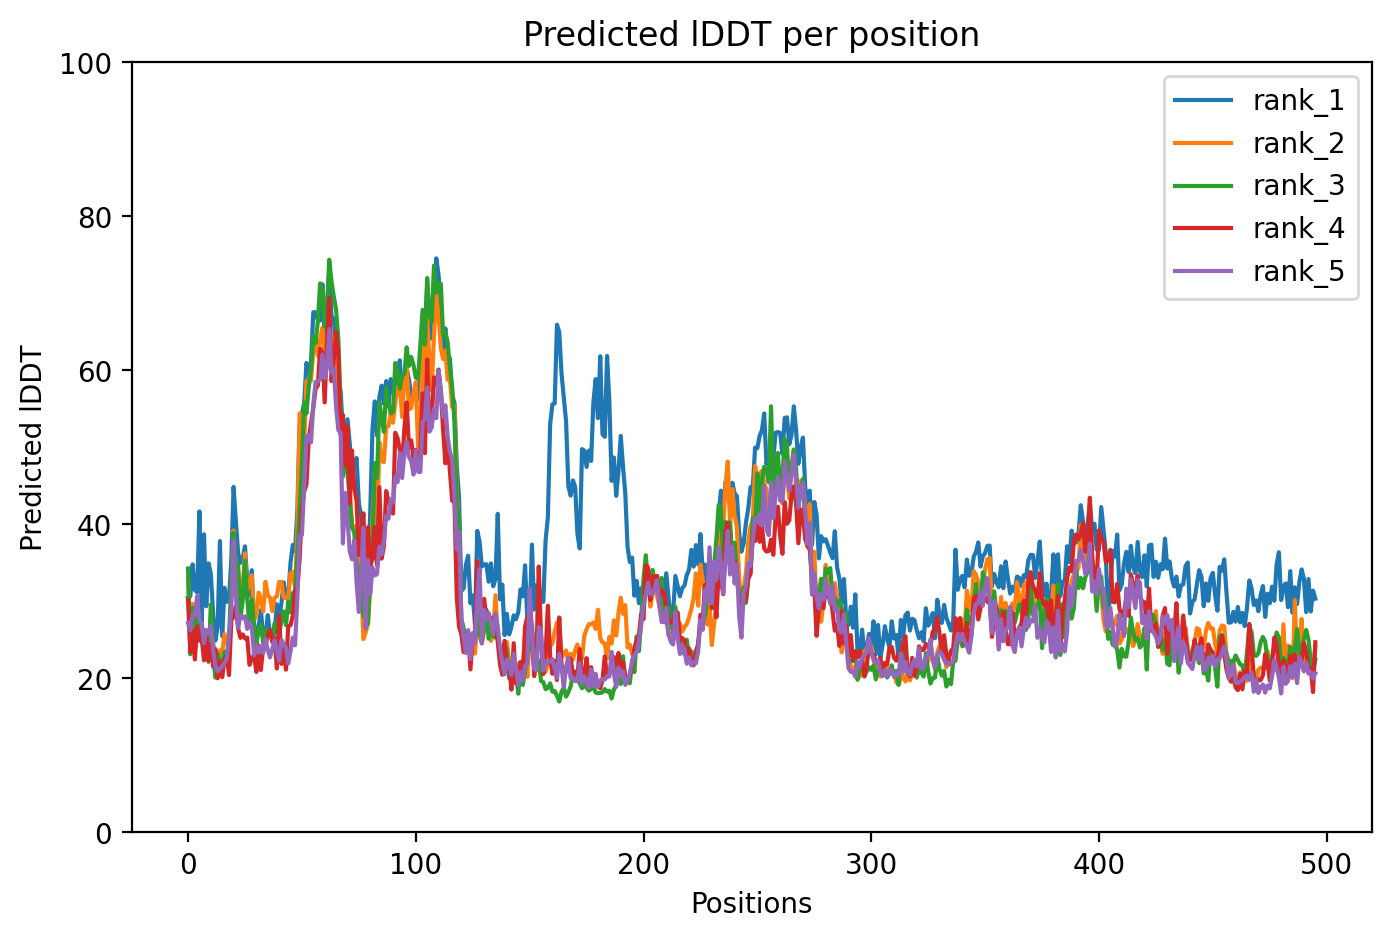 Predicted lDDT per position
100
80
60
40
20
0
Predicted lDDT
0 100 200 300 400 500
Positions
rank_1
rank_2
rank_3
rank_4
rank_5